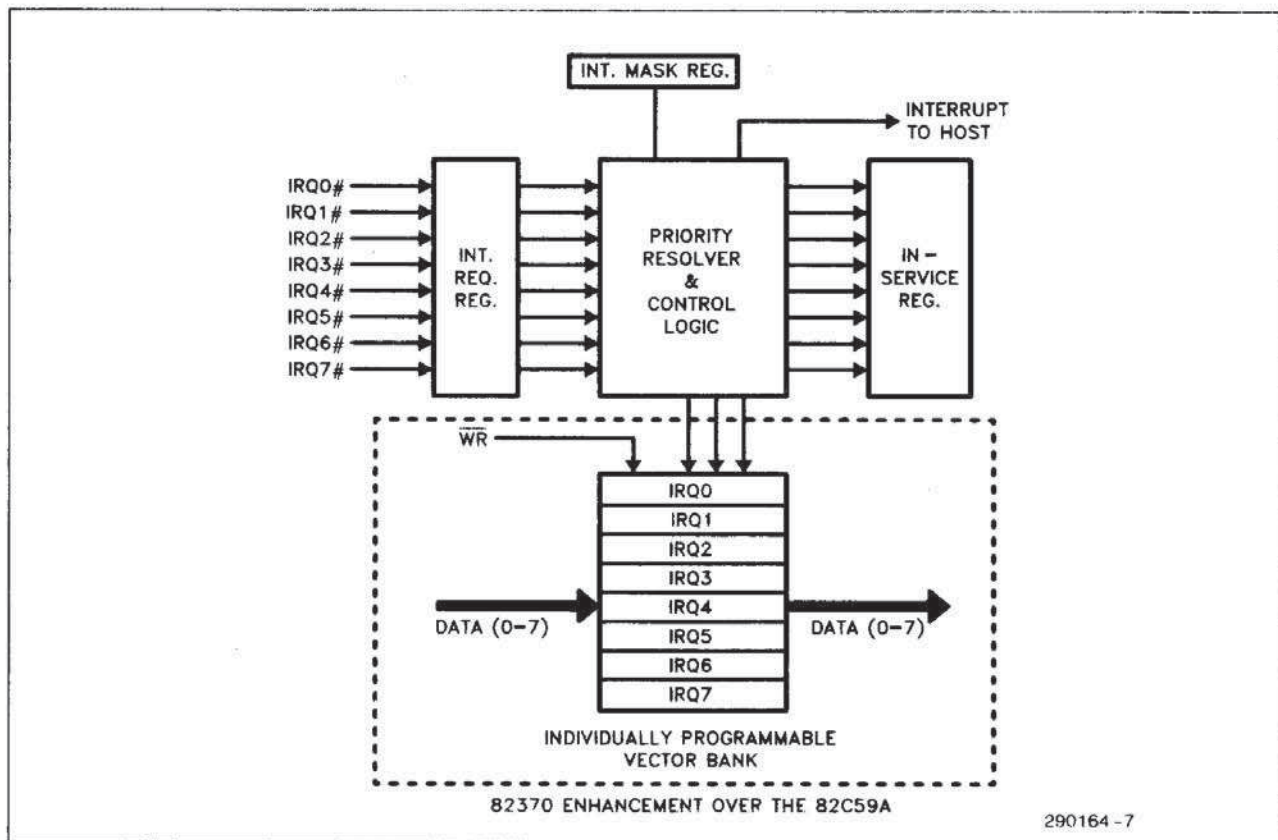 INT. MASK REG.
INTERRUPT
TO HOST
IRQ0#
IRQ1#
IRQ2#
IRQ3#
IRQ4#
IRQ5#
IRQ6#
IRQ7#
INT.
REQ.
REG.
PRIORITY
RESOLVER
&
CONTROL
LOGIC
IN-
SERVICE
REG.
WR
IRQ0
IRQ1
IRQ2
IRQ3
IRQ4
IRQ5
IRQ6
IRQ7
DATA (0-7)
DATA (0-7)
INDIVIDUALLY PROGRAMMABLE
VECTOR BANK
82370 ENHANCEMENT OVER THE 82C59A
290164-7